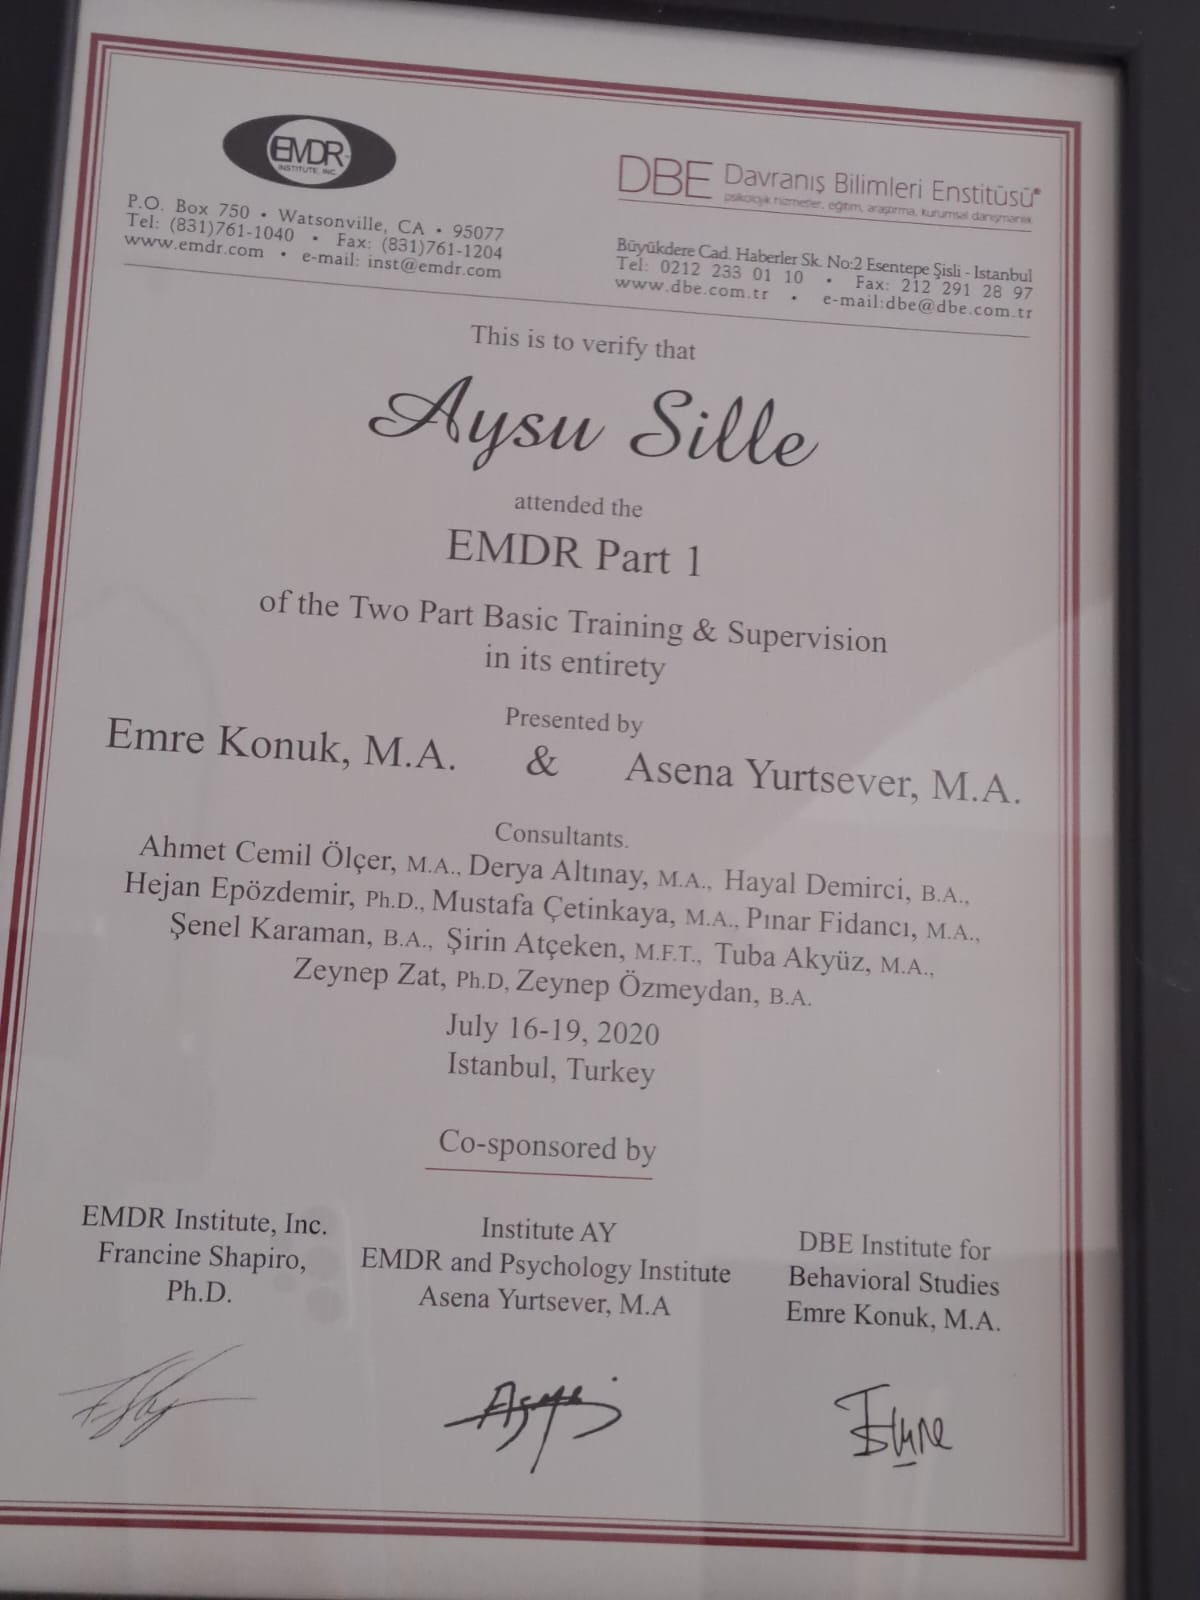 EMDR
INSTITUTE, INC.
P.O. Box 750 • Watsonville, CA • 95077
Tel: (831)761-1040 • Fax: (831)761-1204
www.emdr.com • e-mail: inst@emdr.com
DBE Davranış Bilimleri Enstitüsü®
psikolojik hizmetler, eğitim, araştırma, kurumsal danışmanlık
Büyükdere Cad. Haberler Sk. No:2 Esentepe Şisli - Istanbul
Tel: 0212 233 01 10 • Fax: 212 291 28 97
www.dbe.com.tr • e-mail:dbe@dbe.com.tr
This is to verify that
Aysu Sille
attended the
EMDR Part 1
of the Two Part Basic Training & Supervision
in its entirety
Presented by
Emre Konuk, M.A. & Asena Yurtsever, M.A.
Consultants.
Ahmet Cemil Ölçer, M.A., Derya Altınay, M.A., Hayal Demirci, B.A.,
Hejan Epözdemir, Ph.D., Mustafa Çetinkaya, M.A., Pınar Fidancı, M.A.,
Şenel Karaman, B.A., Şirin Atçeken, M.F.T., Tuba Akyüz, M.A.,
Zeynep Zat, Ph.D, Zeynep Özmeydan, B.A.
July 16-19, 2020
Istanbul, Turkey
Co-sponsored by
EMDR Institute, Inc.
Francine Shapiro,
Ph.D.
Institute AY
EMDR and Psychology Institute
Asena Yurtsever, M.A
DBE Institute for
Behavioral Studies
Emre Konuk, M.A.